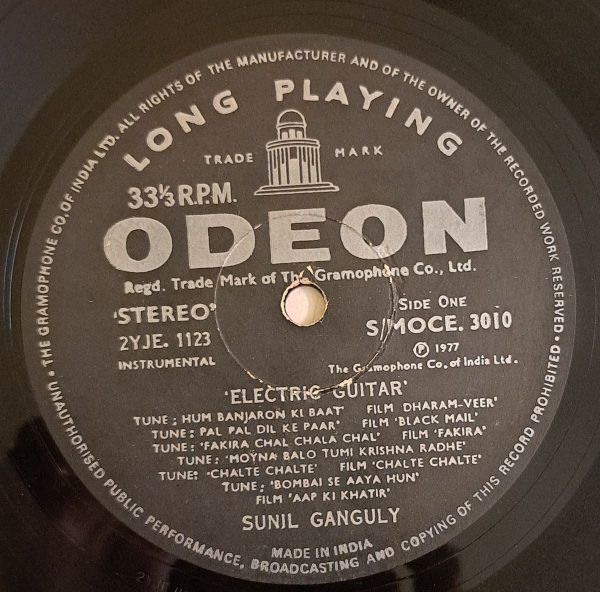 • THE GRAMOPHONE CO. OF INDIA LTD. ALL RIGHTS OF THE MANUFACTURER AND OF THE OWNER OF THE RECORDED WORK RESERVED •
LONG PLAYING
TRADE MARK
33⅓ R.P.M.
ODEON
Regd. Trade Mark of The Gramophone Co., Ltd.
'STEREO'
SIDE ONE
2YJE. 1123
S/MOCE. 3010
INSTRUMENTAL
Ⓟ 1977
The Gramophone Co. of India Ltd.
'ELECTRIC GUITAR'
TUNE; HUM BANJARON KI BAAT' FILM DHARAM-VEER'
TUNE: PAL PAL DIL KE PAAR' FILM 'BLACK MAIL'
TUNE: 'FAKIRA CHAL CHALA CHAL' FILM 'FAKIRA'
TUNE; 'MOYNA BALO TUMI KRISHNA RADHE'
TUNE: 'CHALTE CHALTE' FILM 'CHALTE CHALTE'
TUNE; 'BOMBAI SE AAYA HUN'
FILM 'AAP KI KHATIR'
SUNIL GANGULY
MADE IN INDIA
UNAUTHORISED PUBLIC PERFORMANCE, BROADCASTING AND COPYING OF THIS RECORD PROHIBITED •